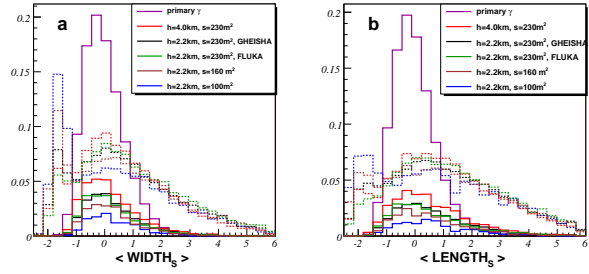 a
primary γ
h=4.0km, s=230m²
h=2.2km, s=230m², GHEISHA
h=2.2km, s=230m², FLUKA
h=2.2km, s=160 m²
h=2.2km, s=100m²
0.2
0.15
0.1
0.05
0
-2 -1 0 1 2 3 4 5 6
< WIDTH_S >
b
primary γ
h=4.0km, s=230m²
h=2.2km, s=230m², GHEISHA
h=2.2km, s=230m², FLUKA
h=2.2km, s=160 m²
h=2.2km, s=100m²
0.2
0.15
0.1
0.05
0
-2 -1 0 1 2 3 4 5 6
< LENGTH_S >